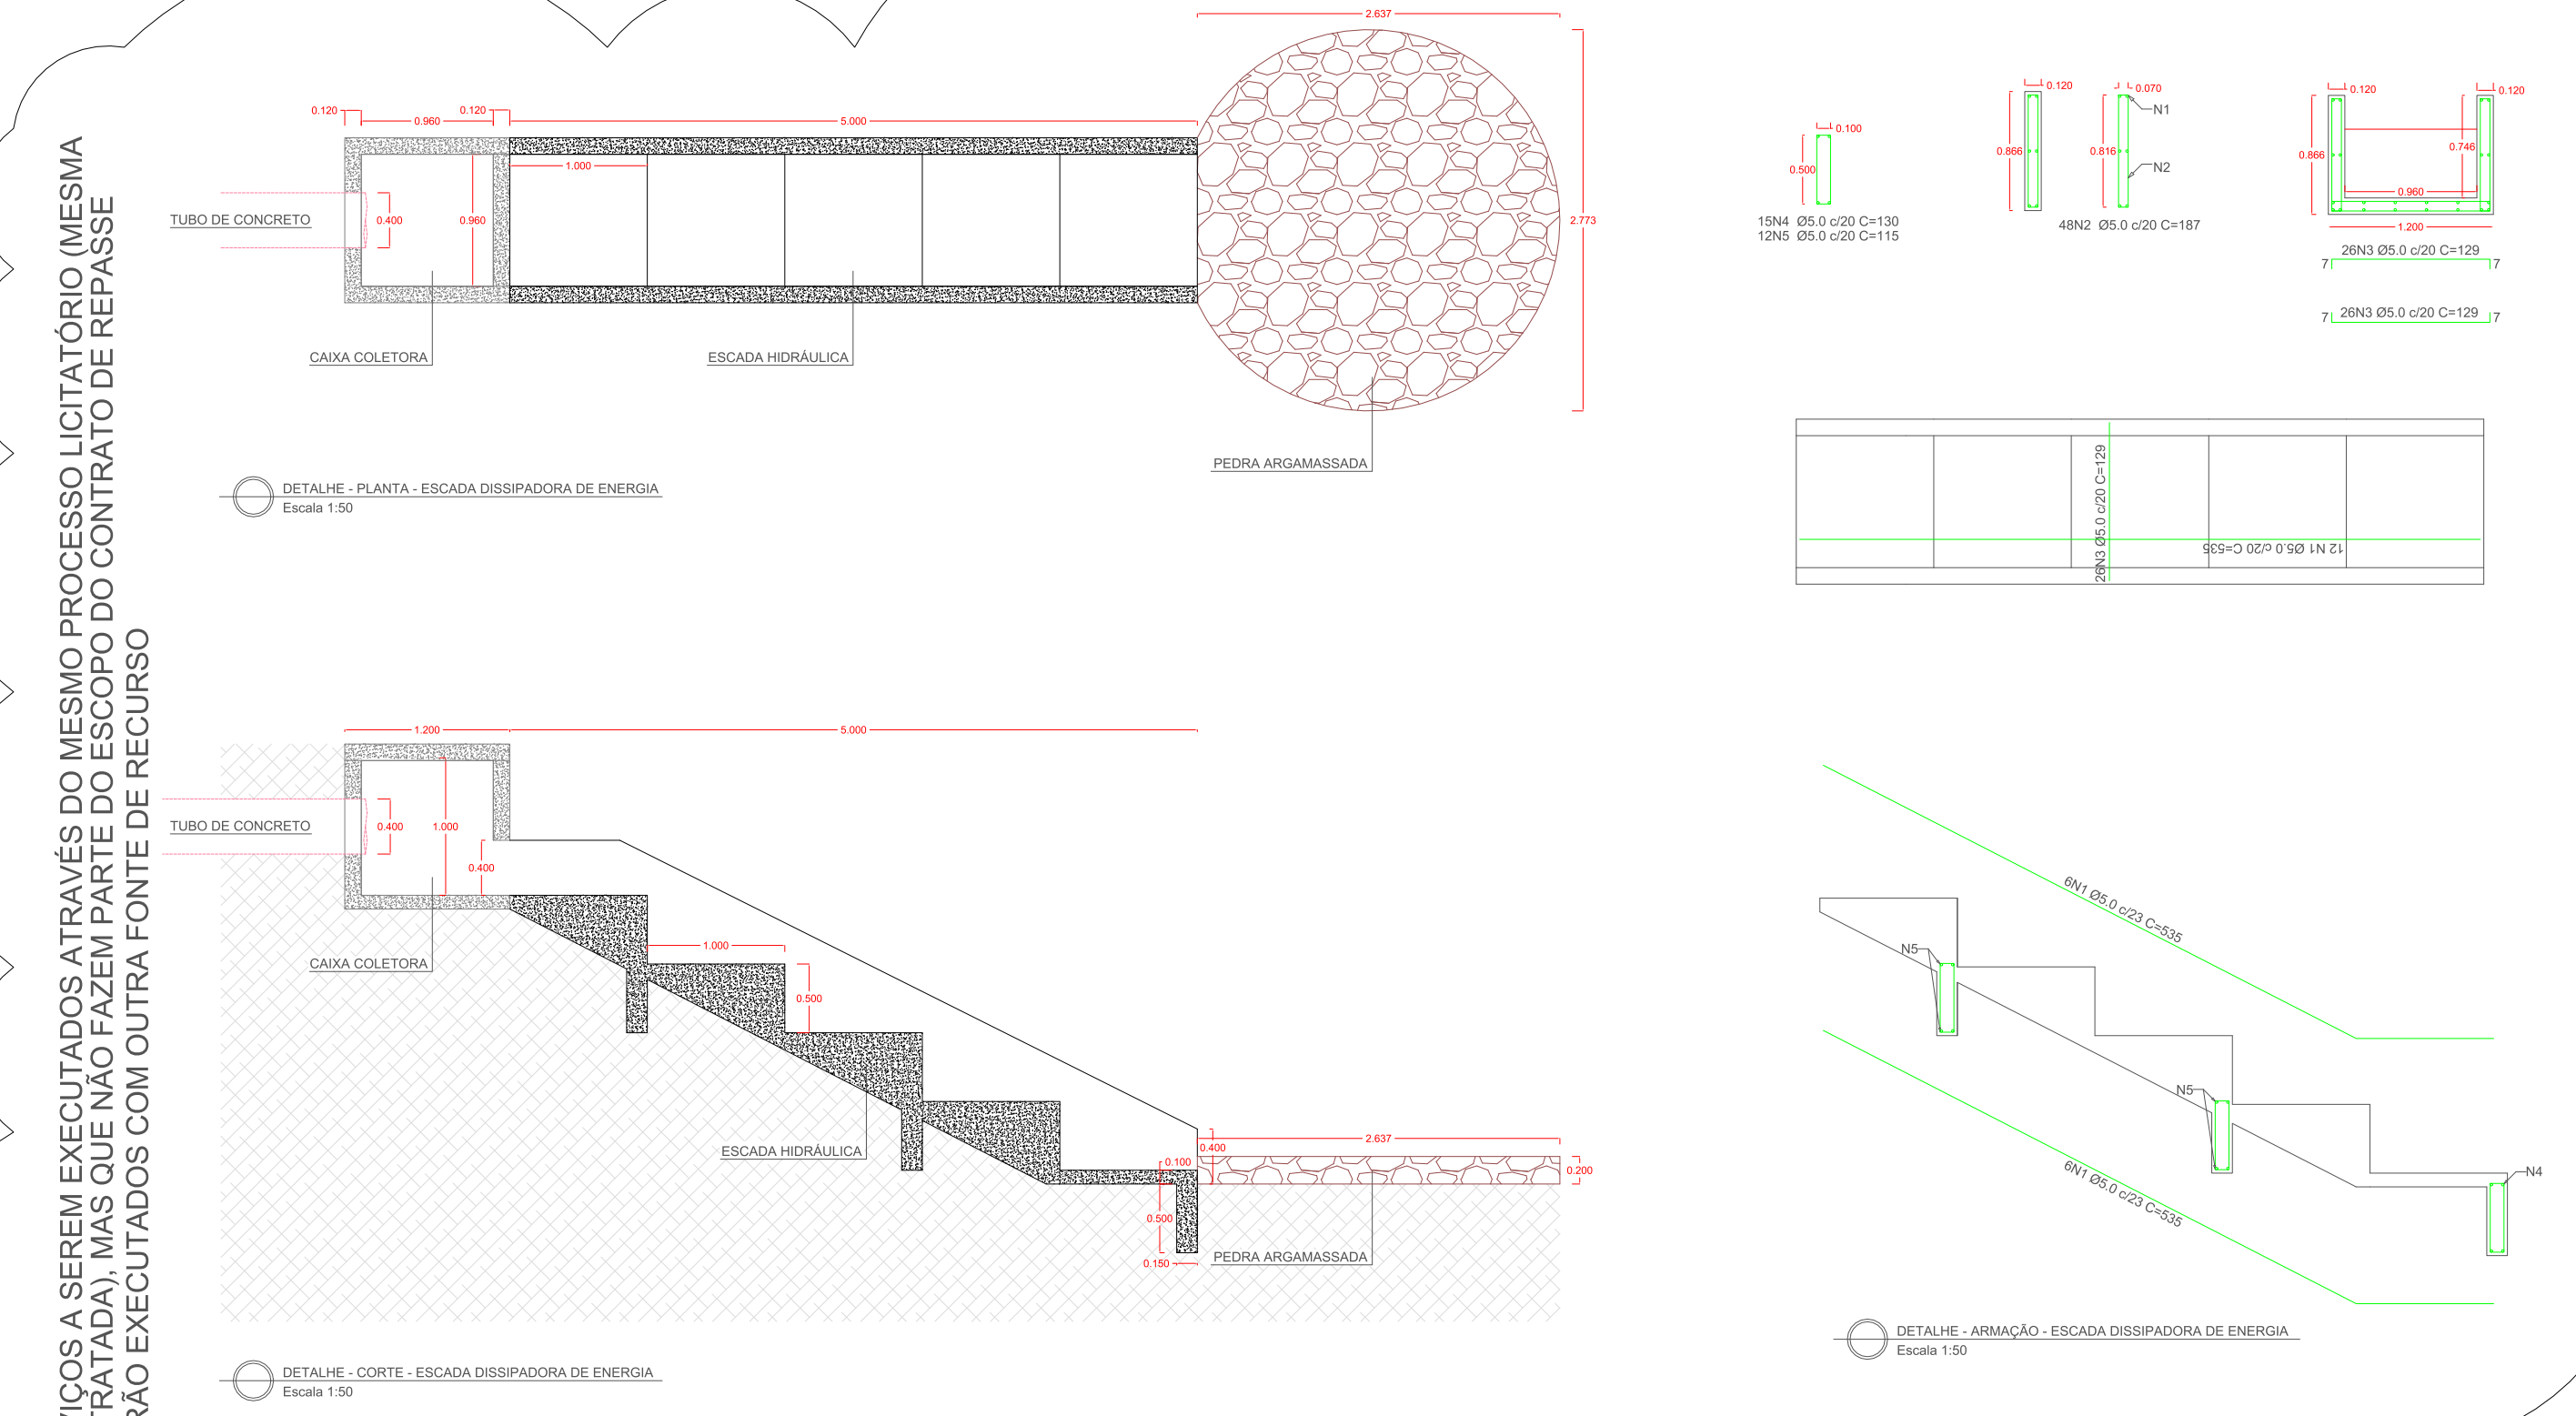 VIÇOS A SEREM EXECUTADOS ATRAVÉS DO MESMO PROCESSO LICITATÓRIO (MESMA
TRATADA), MAS QUE NÃO FAZEM PARTE DO ESCOPO DO CONTRATO DE REPASSE
RÃO EXECUTADOS COM OUTRA FONTE DE RECURSO
2.637
0.120
0.960
0.120
5.000
1.000
TUBO DE CONCRETO
0.400
0.960
2.773
CAIXA COLETORA
ESCADA HIDRÁULICA
PEDRA ARGAMASSADA
DETALHE - PLANTA - ESCADA DISSIPADORA DE ENERGIA
Escala 1:50
0.100
0.500
15N4 Ø5.0 c/20 C=130
12N5 Ø5.0 c/20 C=115
0.120
0.866
0.070
N1
0.816
N2
48N2 Ø5.0 c/20 C=187
0.120
0.120
0.866
0.746
0.960
1.200
26N3 Ø5.0 c/20 C=129
7
7
26N3 Ø5.0 c/20 C=129
7
7
26N3 Ø5.0 c/20 C=129
12 N1 Ø5.0 c/20 C=535
1.200
5.000
TUBO DE CONCRETO
0.400
1.000
0.400
CAIXA COLETORA
1.000
0.500
ESCADA HIDRÁULICA
2.637
0.400
0.100
0.200
0.500
0.150
PEDRA ARGAMASSADA
DETALHE - CORTE - ESCADA DISSIPADORA DE ENERGIA
Escala 1:50
6N1 Ø5.0 c/23 C=535
N5
N5
6N1 Ø5.0 c/23 C=535
N4
DETALHE - ARMAÇÃO - ESCADA DISSIPADORA DE ENERGIA
Escala 1:50